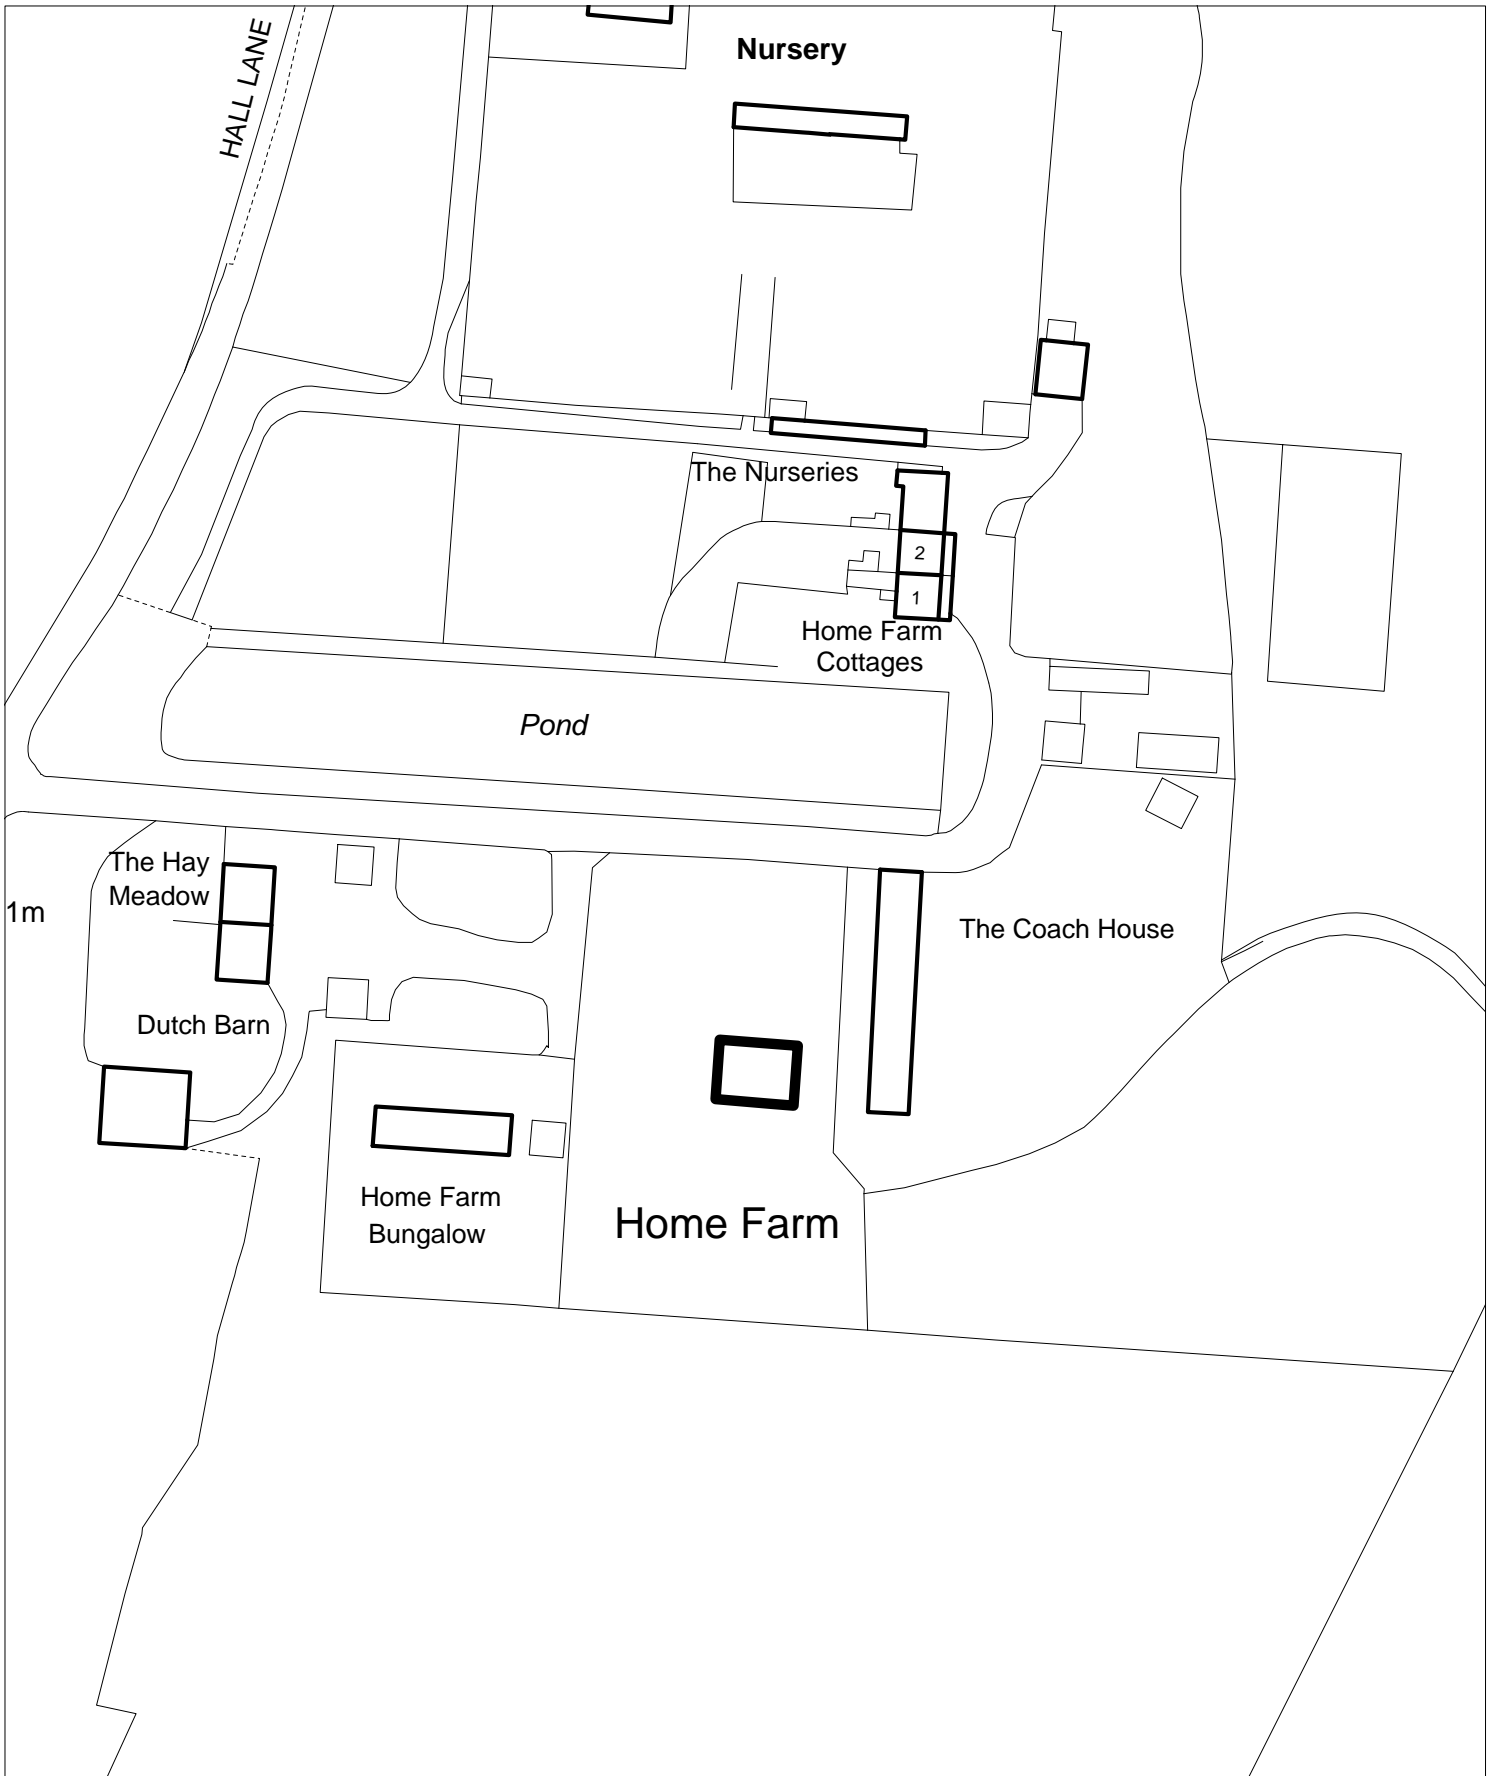 Nursery
HALL LANE
The Nurseries
2
1
Home Farm
Cottages
Pond
The Hay
Meadow
1m
The Coach House
Dutch Barn
Home Farm
Bungalow
Home Farm